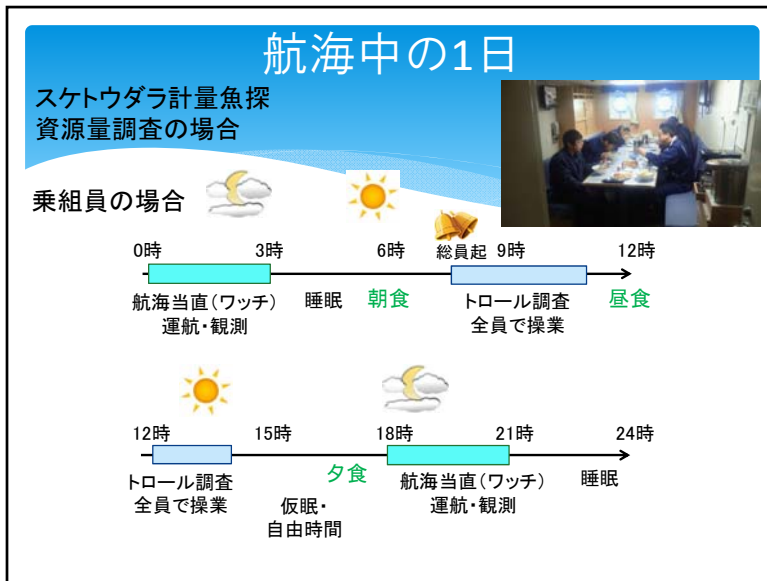 航海中の1日
スケトウダラ計量魚探
資源量調査の場合
乗組員の場合
0時 3時 6時 総員起 9時 12時
航海当直(ワッチ) 睡眠 朝食 トロール調査 昼食
運航・観測 全員で操業
12時 15時 18時 21時 24時
トロール調査 夕食 航海当直(ワッチ) 睡眠
全員で操業 仮眠・ 運航・観測
自由時間